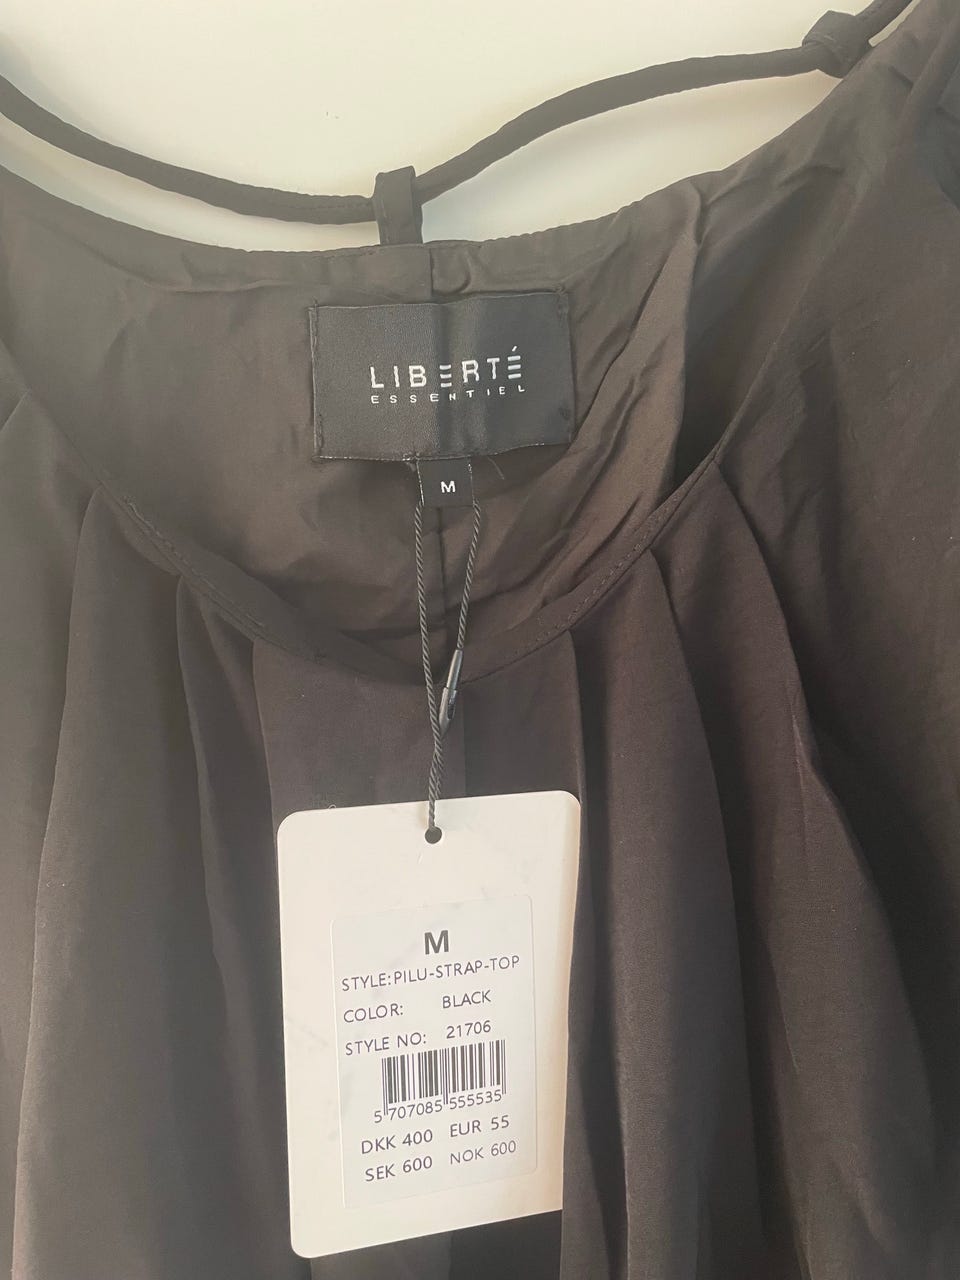 LIBERTÉ
ESSENTIEL
M
M
STYLE:PILU-STRAP-TOP
COLOR: BLACK
STYLE NO: 21706
5 707085 555535
DKK 400 EUR 55
SEK 600 NOK 600